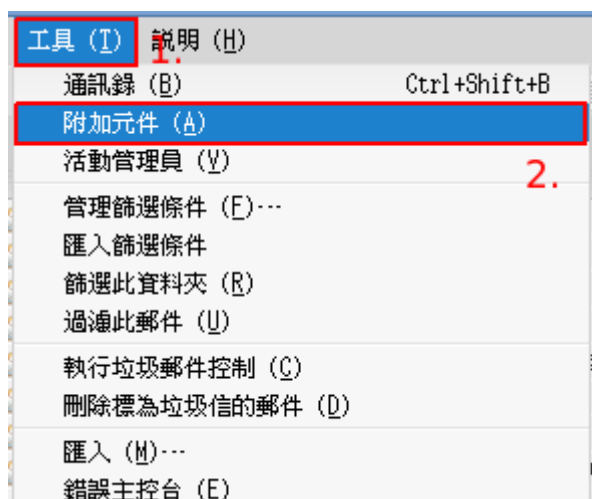 工具 (T) 説明 (H)
1.
通訊錄 (B) Ctrl+Shift+B
附加元件 (A)
活動管理員 (V)
2.
管理篩選條件 (F)…
匯入篩選條件
篩選此資料夾 (R)
過濾此郵件 (U)
執行垃圾郵件控制 (C)
刪除標為垃圾信的郵件 (D)
匯入 (M)…
錯誤主控台 (E)